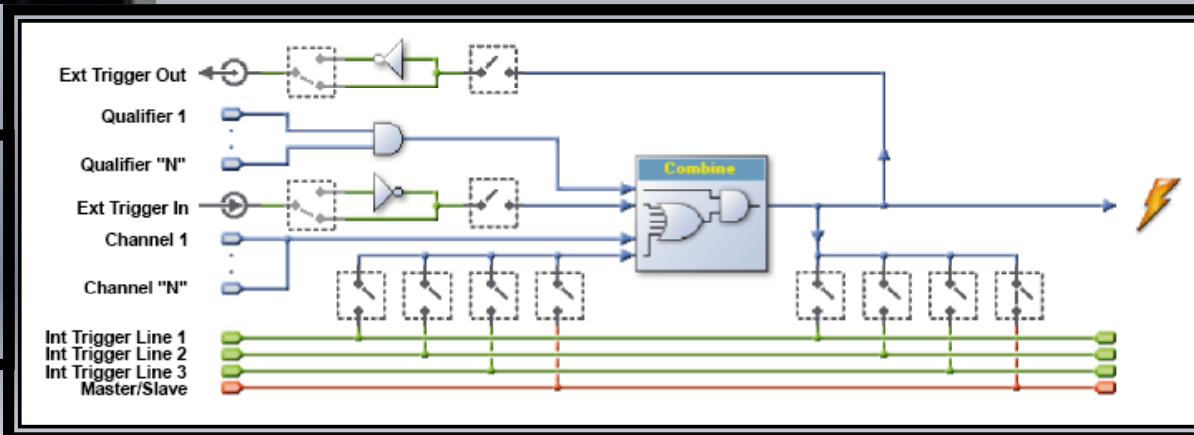 Ext Trigger Out
Qualifier 1
Qualifier "N"
Ext Trigger In
Channel 1
Channel "N"
Int Trigger Line 1
Int Trigger Line 2
Int Trigger Line 3
Master/Slave
Combine